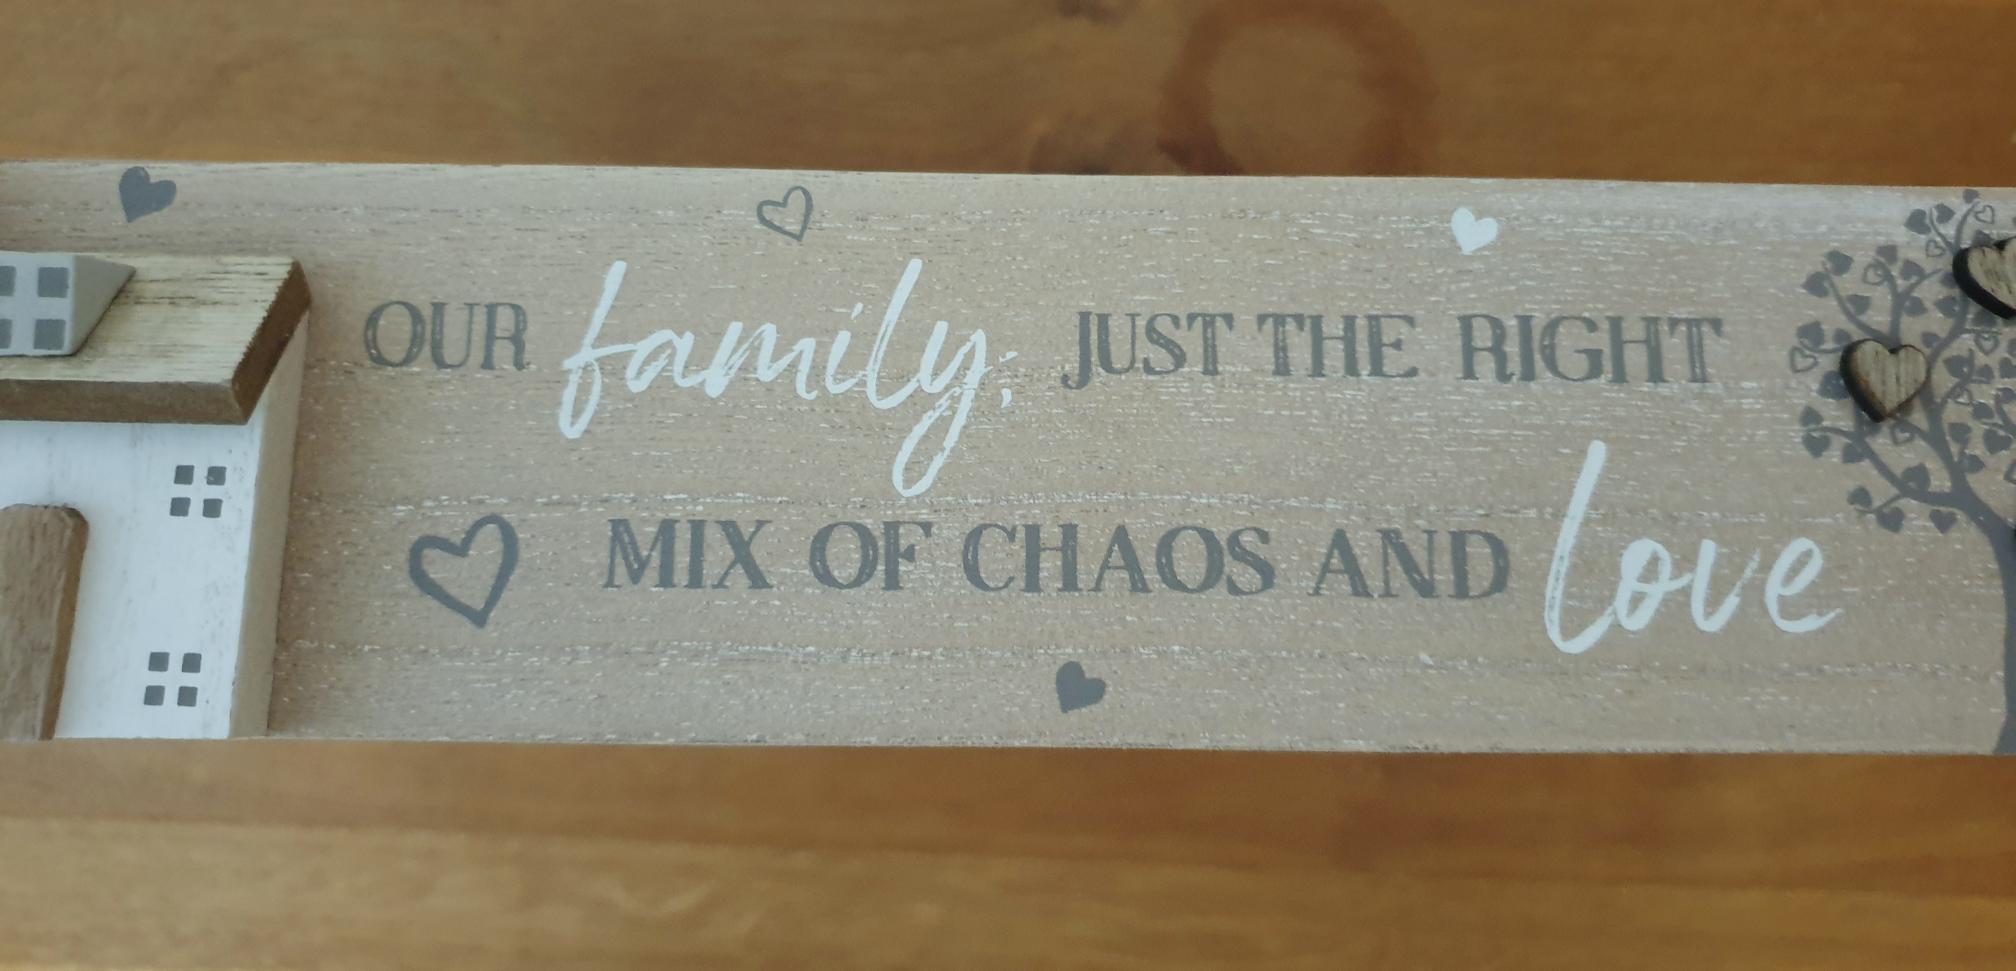 OUR family; JUST THE RIGHT
MIX OF CHAOS AND love